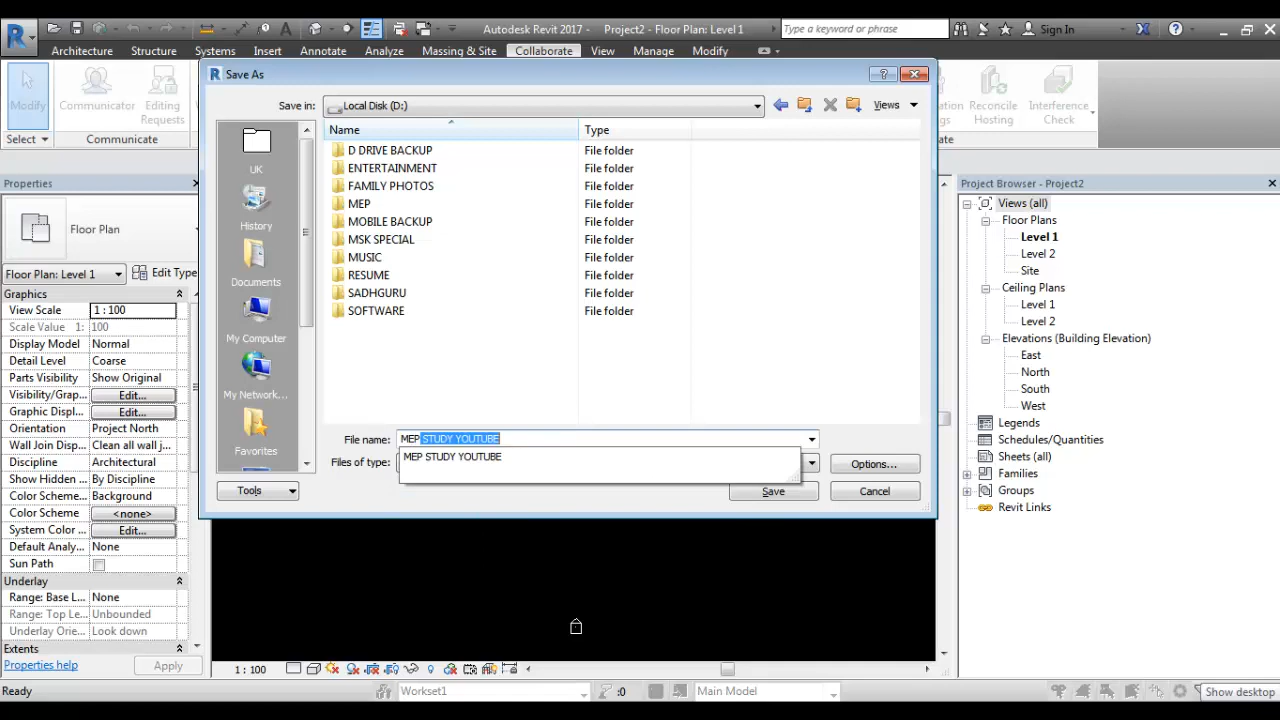 Autodesk Revit 2017 - Project2 - Floor Plan: Level 1
Type a keyword or phrase
Sign In
Architecture Structure Systems Insert Annotate Analyze Massing & Site Collaborate View Manage Modify
Modify
Communicator
Editing
Requests
Reconcile
Hosting
Interference
Check
Select
Communicate
Save As
Save in:
Local Disk (D:)
Views
Name Type
D DRIVE BACKUP File folder
ENTERTAINMENT File folder
FAMILY PHOTOS File folder
MEP File folder
MOBILE BACKUP File folder
MSK SPECIAL File folder
MUSIC File folder
RESUME File folder
SADHGURU File folder
SOFTWARE File folder
UK
History
Documents
My Computer
My Network...
Favorites
File name:
MEP STUDY YOUTUBE
MEP STUDY YOUTUBE
Files of type:
Options...
Tools
Save
Cancel
Properties
Floor Plan
Floor Plan: Level 1
Edit Type
Graphics
View Scale 1 : 100
Scale Value 1: 100
Display Model Normal
Detail Level Coarse
Parts Visibility Show Original
Visibility/Grap... Edit...
Graphic Displ... Edit...
Orientation Project North
Wall Join Disp... Clean all wall j...
Discipline Architectural
Show Hidden ... By Discipline
Color Scheme... Background
Color Scheme <none>
System Color ... Edit...
Default Analy... None
Sun Path
Underlay
Range: Base L... None
Range: Top Le... Unbounded
Underlay Orie... Look down
Extents
Properties help
Apply
Project Browser - Project2
Views (all)
Floor Plans
Level 1
Level 2
Site
Ceiling Plans
Level 1
Level 2
Elevations (Building Elevation)
East
North
South
West
Legends
Schedules/Quantities
Sheets (all)
Families
Groups
Revit Links
1 : 100
Ready
Workset1
:0
Main Model
Show desktop